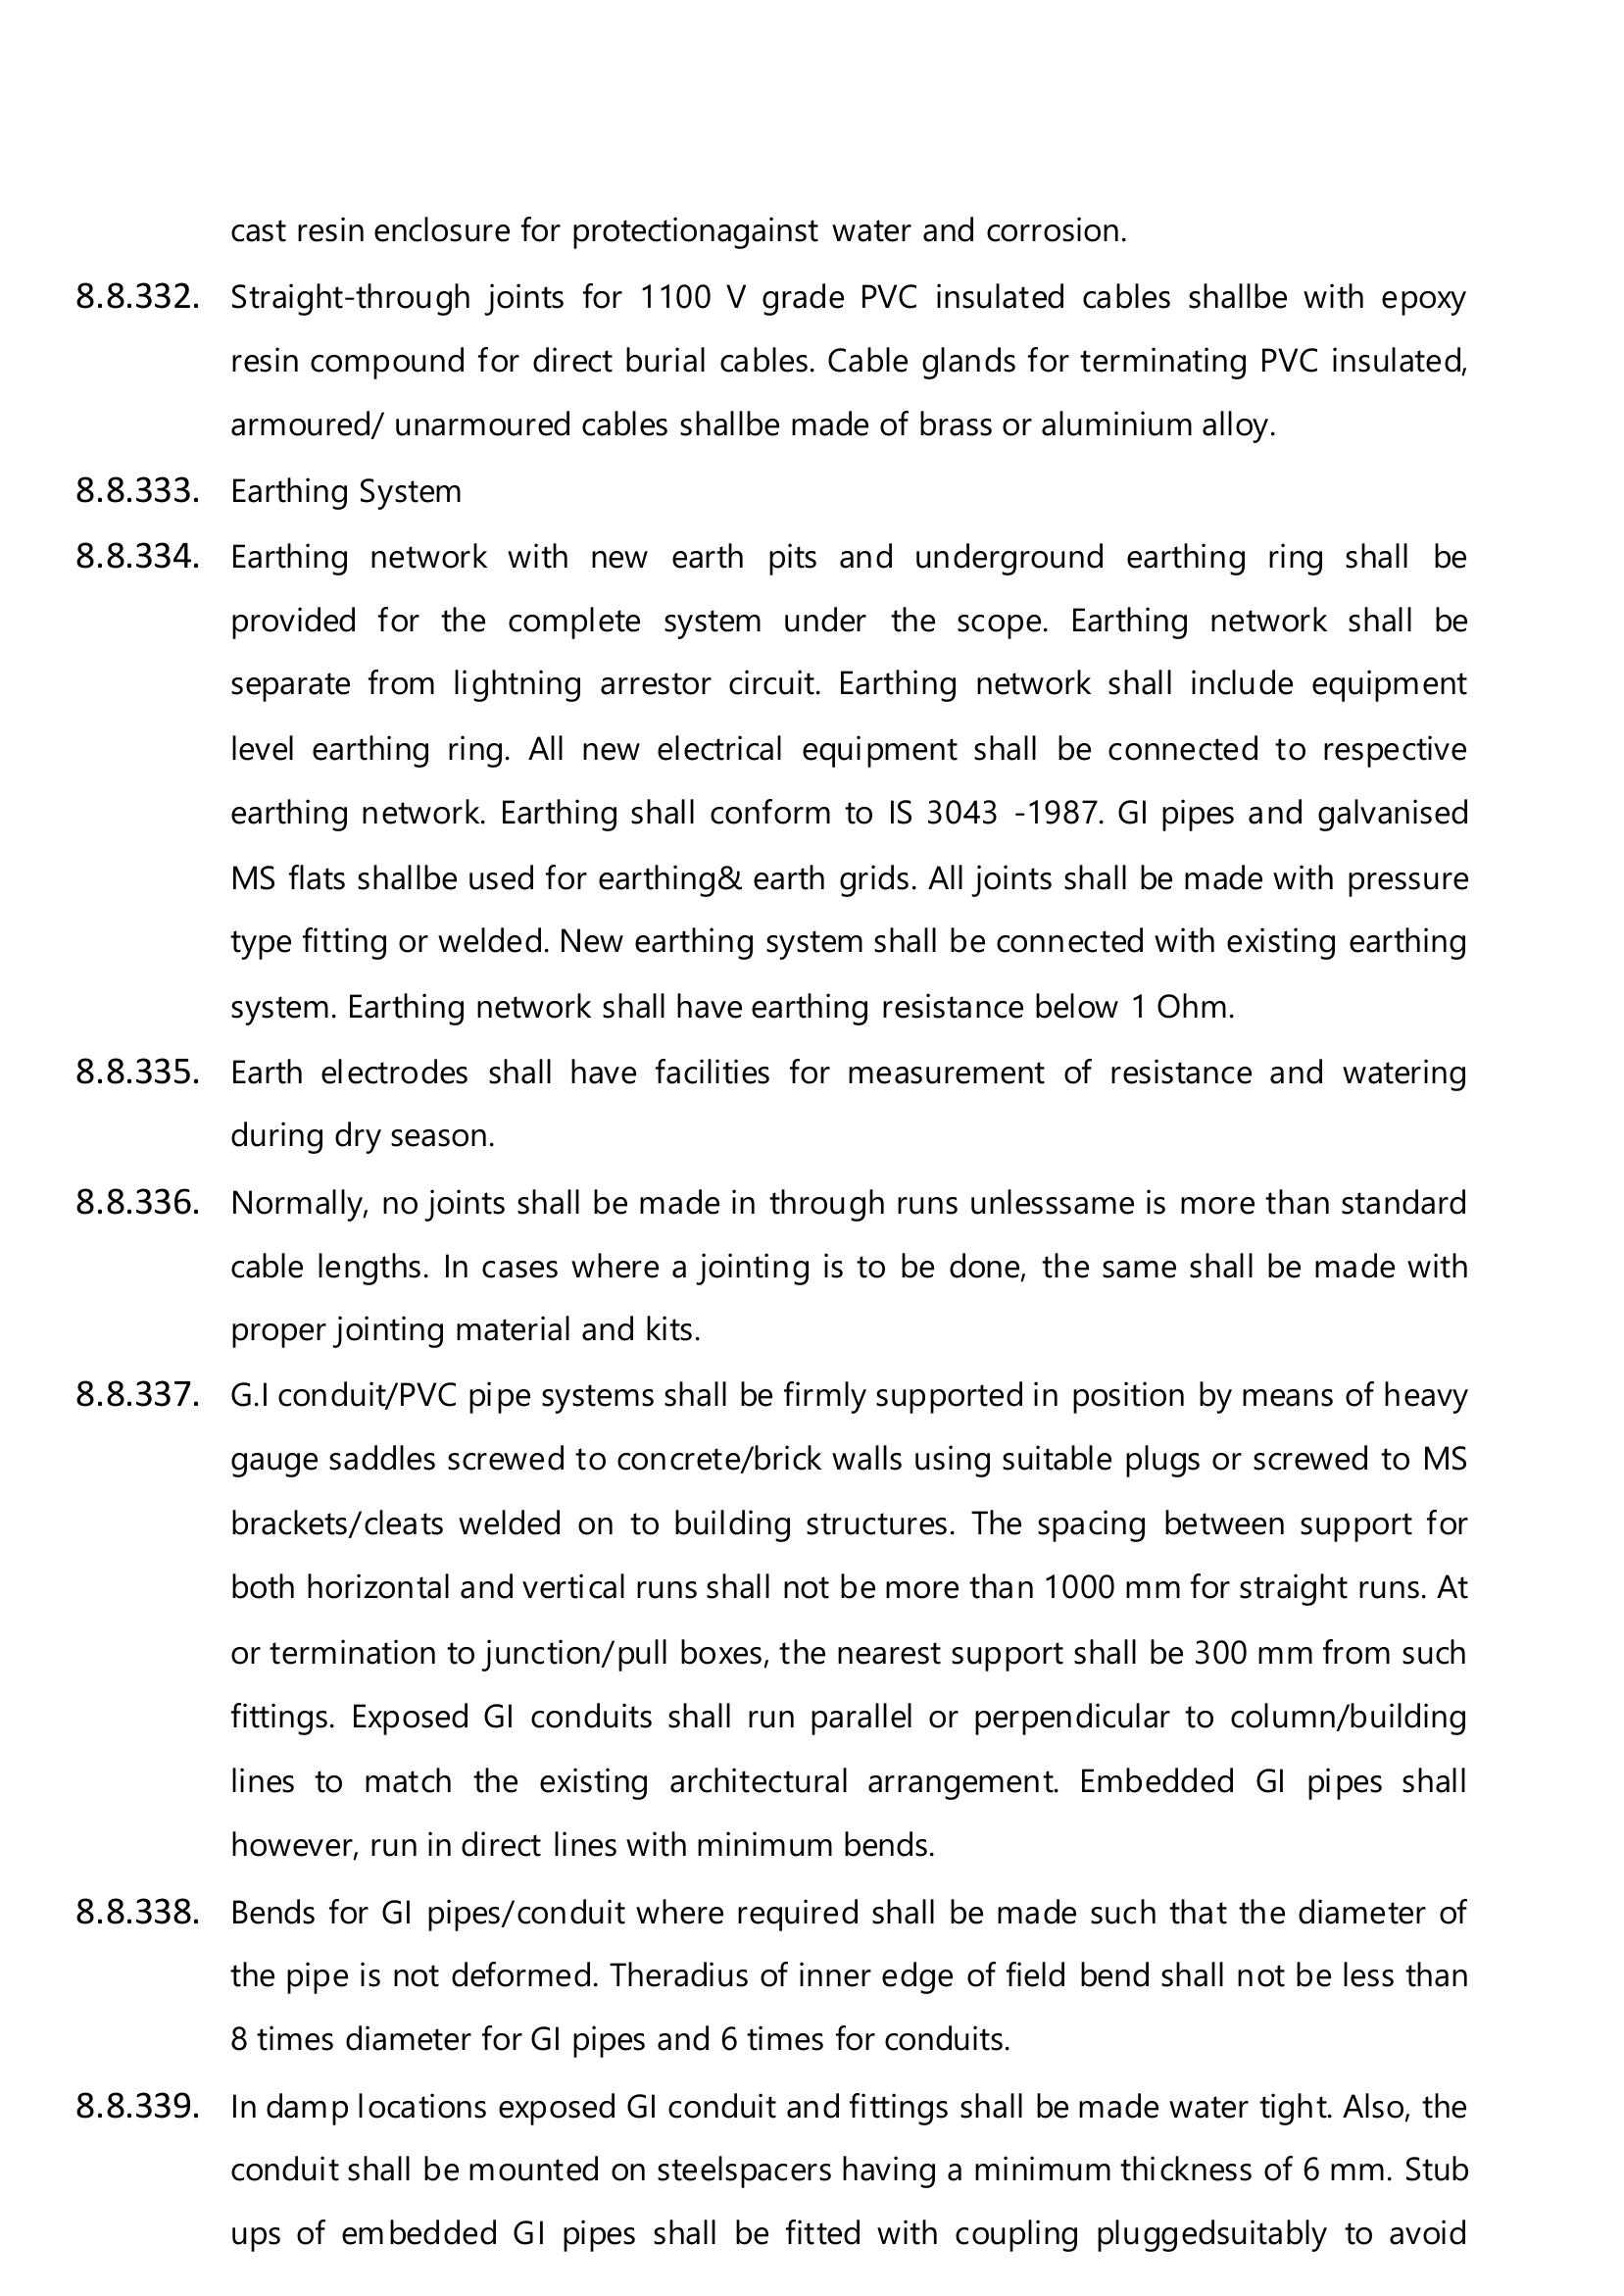 cast resin enclosure for protectionagainst water and corrosion.
8.8.332. Straight-through joints for 1100 V grade PVC insulated cables shallbe with epoxy
resin compound for direct burial cables. Cable glands for terminating PVC insulated,
armoured/ unarmoured cables shallbe made of brass or aluminium alloy.
8.8.333. Earthing System
8.8.334. Earthing network with new earth pits and underground earthing ring shall be
provided for the complete system under the scope. Earthing network shall be
separate from lightning arrestor circuit. Earthing network shall include equipment
level earthing ring. All new electrical equipment shall be connected to respective
earthing network. Earthing shall conform to IS 3043 -1987. GI pipes and galvanised
MS flats shallbe used for earthing& earth grids. All joints shall be made with pressure
type fitting or welded. New earthing system shall be connected with existing earthing
system. Earthing network shall have earthing resistance below 1 Ohm.
8.8.335. Earth electrodes shall have facilities for measurement of resistance and watering
during dry season.
8.8.336. Normally, no joints shall be made in through runs unlesssame is more than standard
cable lengths. In cases where a jointing is to be done, the same shall be made with
proper jointing material and kits.
8.8.337. G.I conduit/PVC pipe systems shall be firmly supported in position by means of heavy
gauge saddles screwed to concrete/brick walls using suitable plugs or screwed to MS
brackets/cleats welded on to building structures. The spacing between support for
both horizontal and vertical runs shall not be more than 1000 mm for straight runs. At
or termination to junction/pull boxes, the nearest support shall be 300 mm from such
fittings. Exposed GI conduits shall run parallel or perpendicular to column/building
lines to match the existing architectural arrangement. Embedded GI pipes shall
however, run in direct lines with minimum bends.
8.8.338. Bends for GI pipes/conduit where required shall be made such that the diameter of
the pipe is not deformed. Theradius of inner edge of field bend shall not be less than
8 times diameter for GI pipes and 6 times for conduits.
8.8.339. In damp locations exposed GI conduit and fittings shall be made water tight. Also, the
conduit shall be mounted on steelspacers having a minimum thickness of 6 mm. Stub
ups of embedded GI pipes shall be fitted with coupling pluggedsuitably to avoid